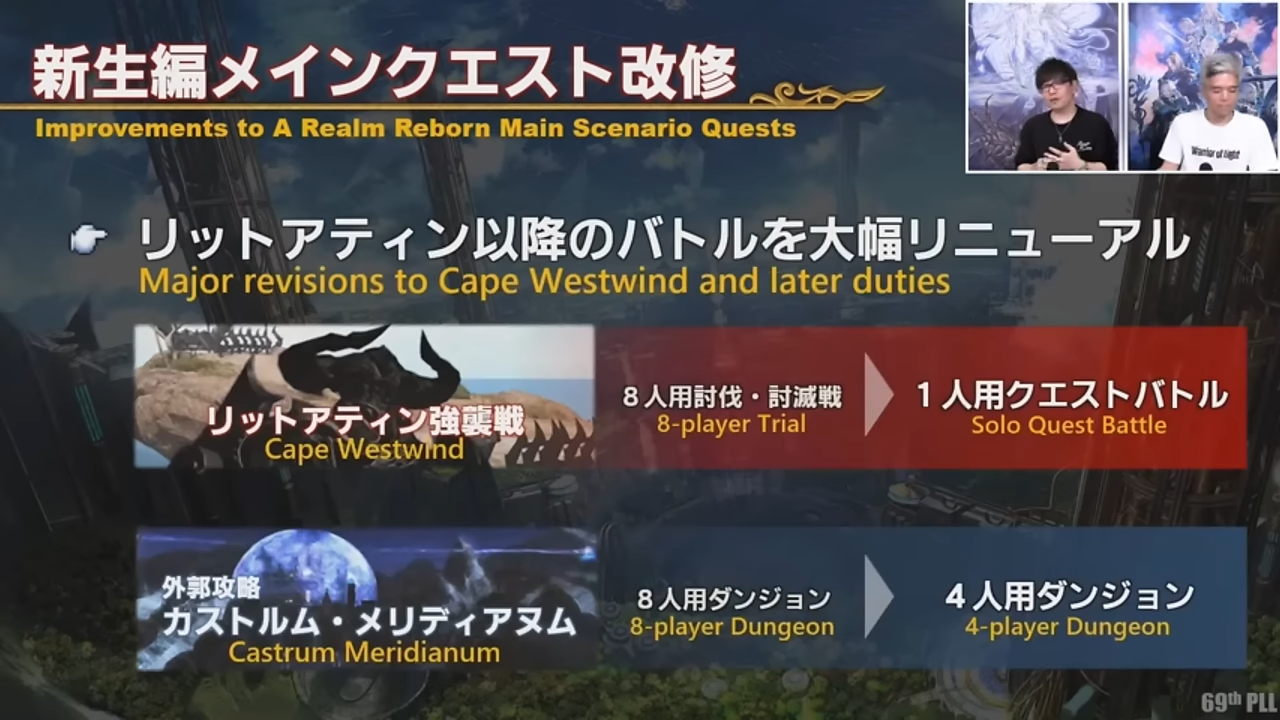 新生編メインクエスト改修
Improvements to A Realm Reborn Main Scenario Quests
Warrior of Light
リットアティン以降のバトルを大幅リニューアル
Major revisions to Cape Westwind and later duties
リットアティン強襲戦
Cape Westwind
8人用討伐・討滅戦
8-player Trial
1人用クエストバトル
Solo Quest Battle
外郭攻略
カストルム・メリディアヌム
Castrum Meridianum
8人用ダンジョン
8-player Dungeon
4人用ダンジョン
4-player Dungeon
69th PLL